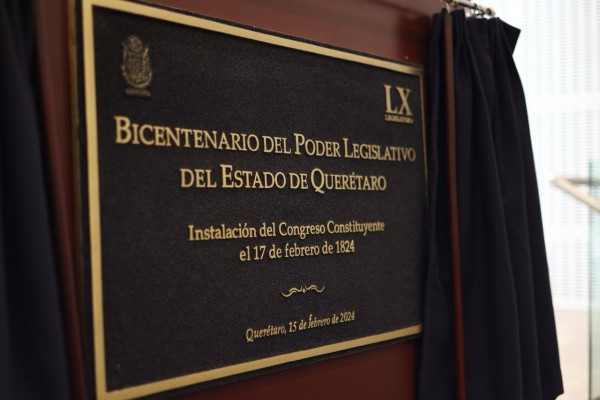 LX
LEGISLATURA
BICENTENARIO DEL PODER LEGISLATIVO
DEL ESTADO DE QUERÉTARO
Instalación del Congreso Constituyente
el 17 de febrero de 1824
Querétaro, 15 de febrero de 2024